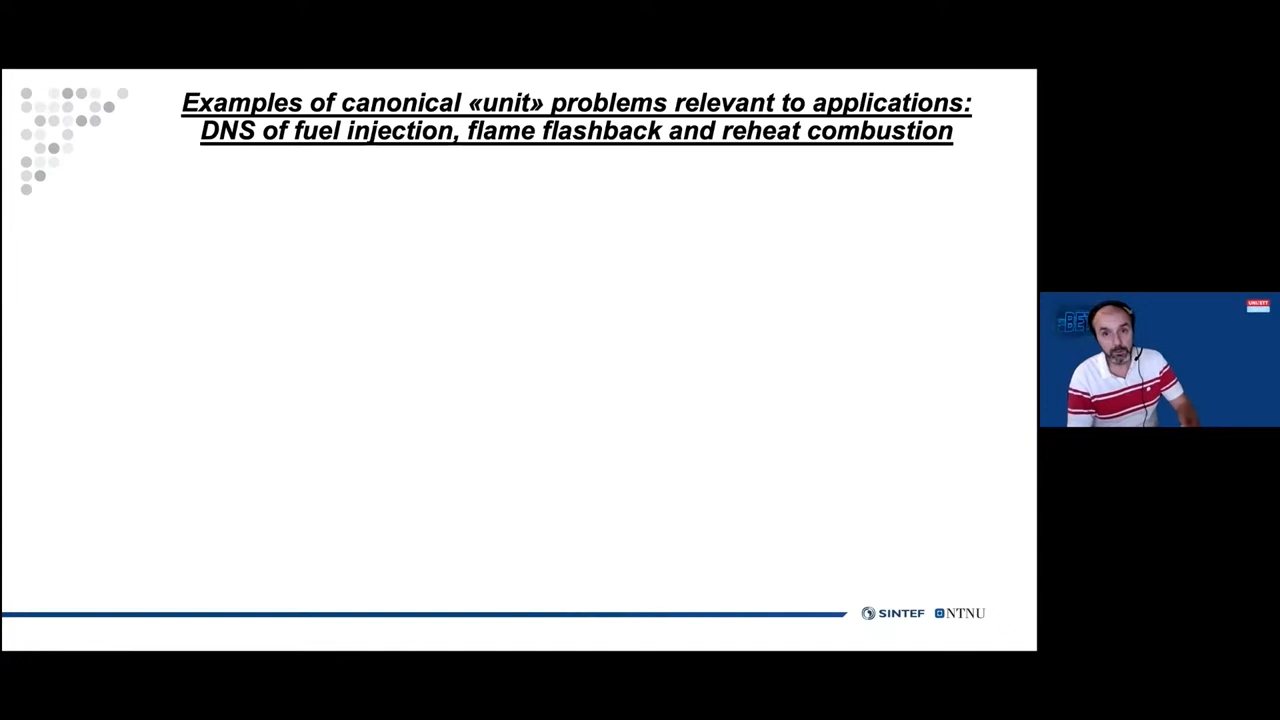 Examples of canonical «unit» problems relevant to applications:
DNS of fuel injection, flame flashback and reheat combustion
SINTEF NTNU